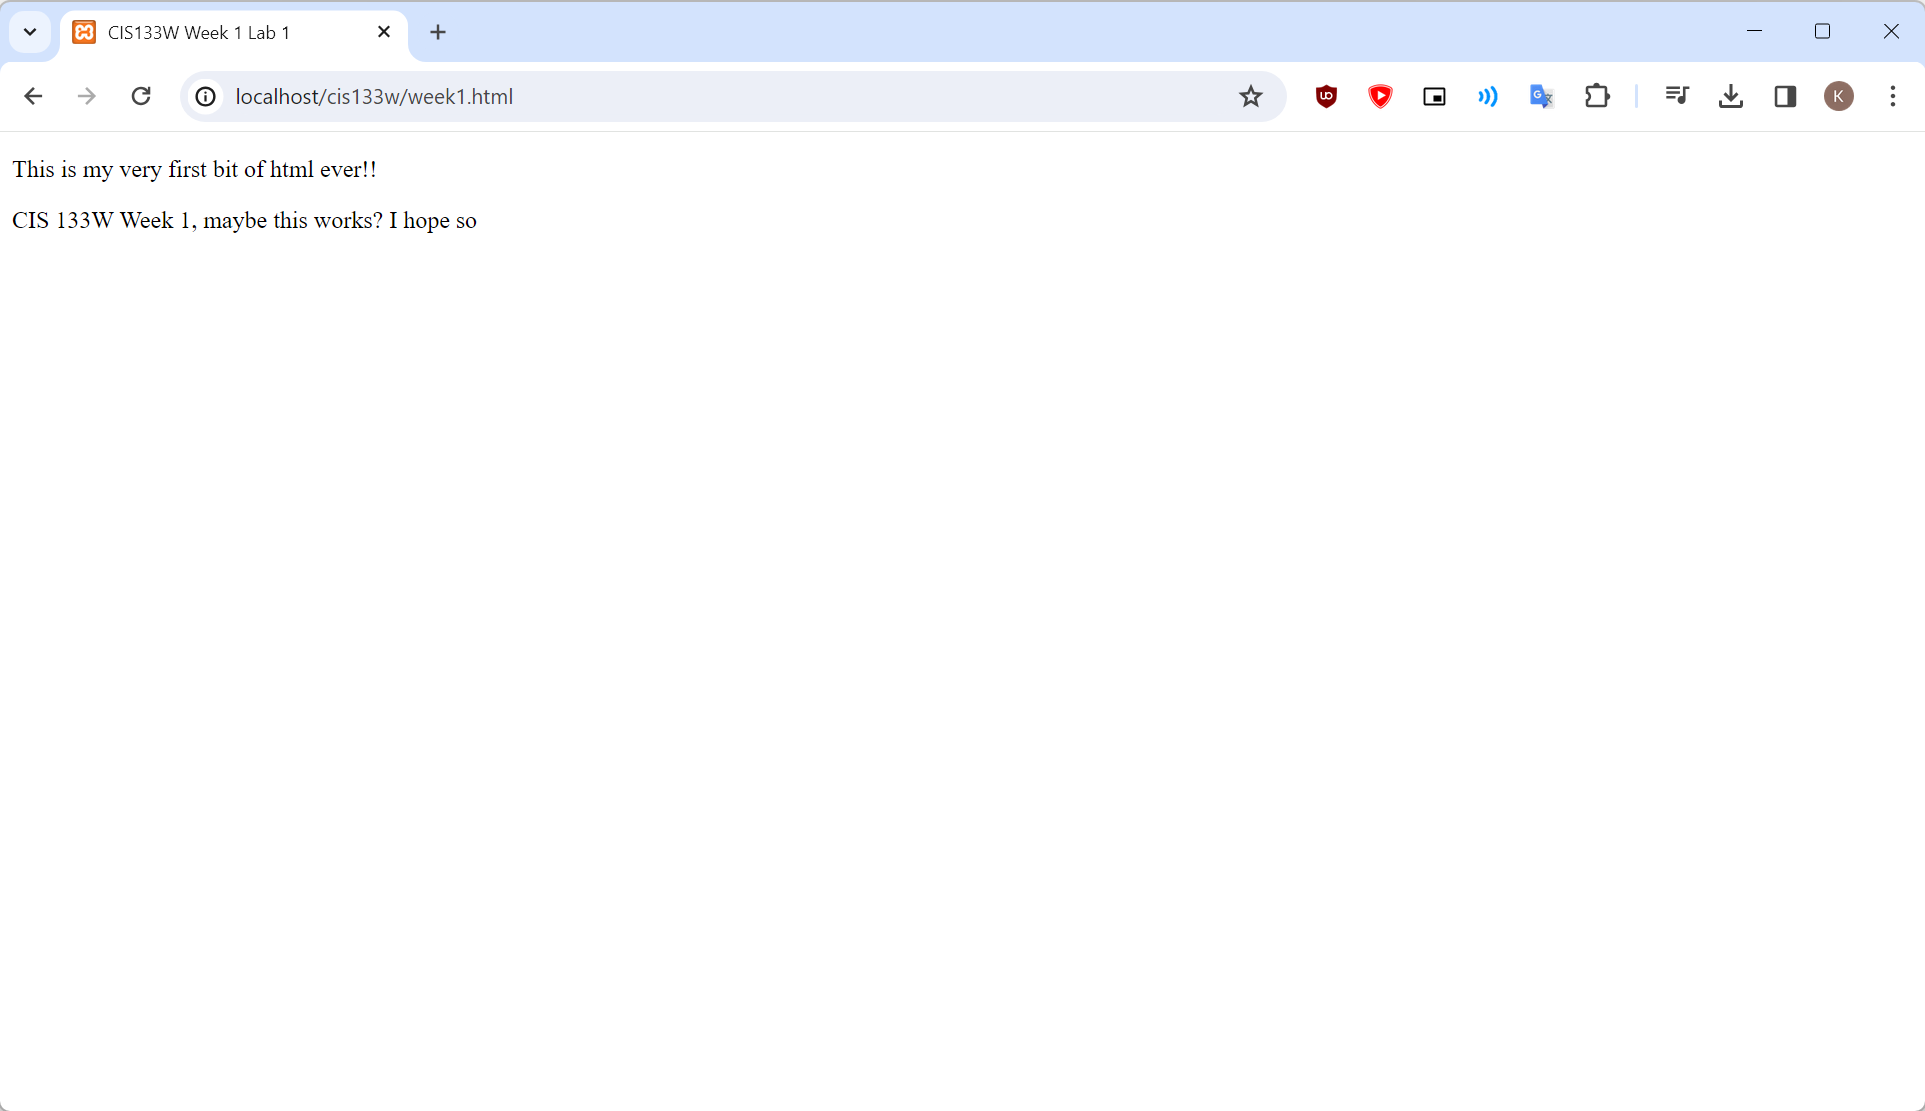 CIS133W Week 1 Lab 1
localhost/cis133w/week1.html
K
This is my very first bit of html ever!!
CIS 133W Week 1, maybe this works? I hope so